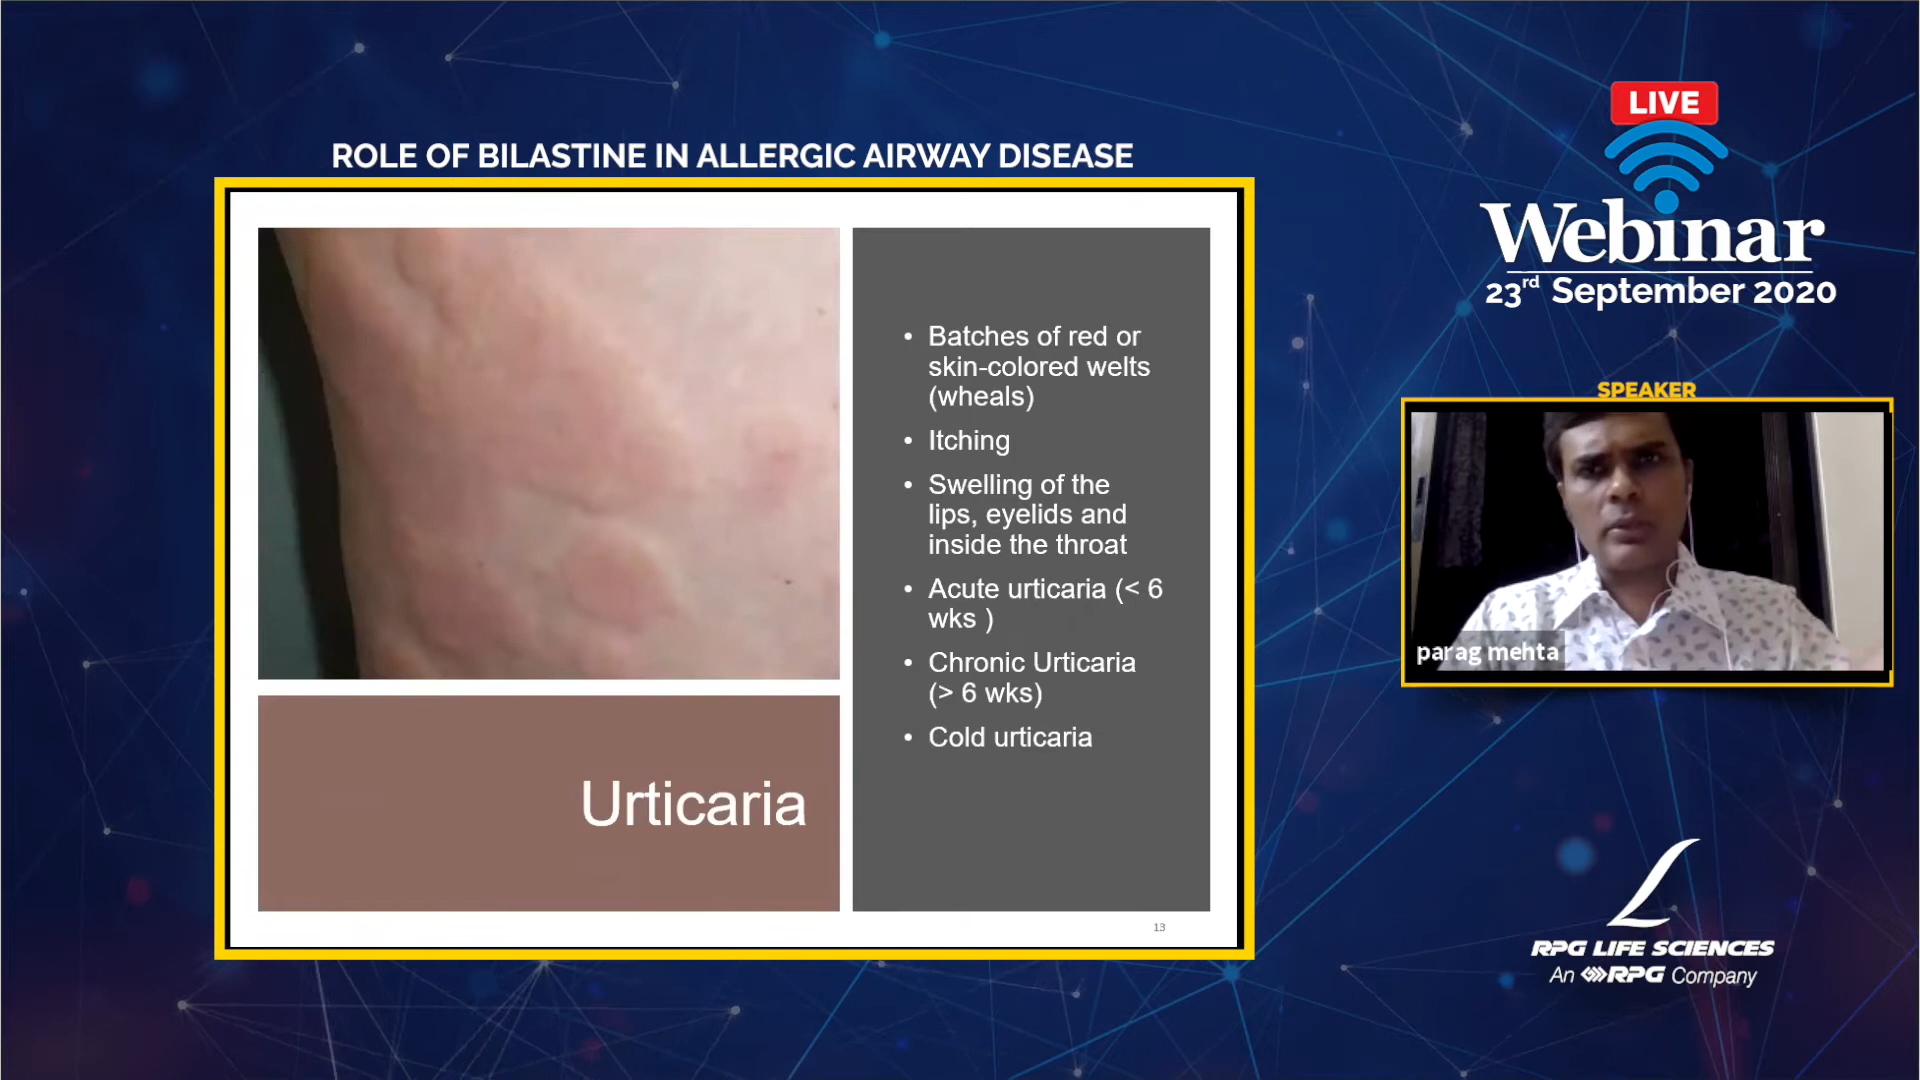 ROLE OF BILASTINE IN ALLERGIC AIRWAY DISEASE
• Batches of red or
skin-colored welts
(wheals)
• Itching
• Swelling of the
lips, eyelids and
inside the throat
• Acute urticaria (< 6
wks )
• Chronic Urticaria
(> 6 wks)
• Cold urticaria
Urticaria
13
LIVE
Webinar
23rd September 2020
SPEAKER
parag mehta
RPG LIFE SCIENCES
An RPG Company